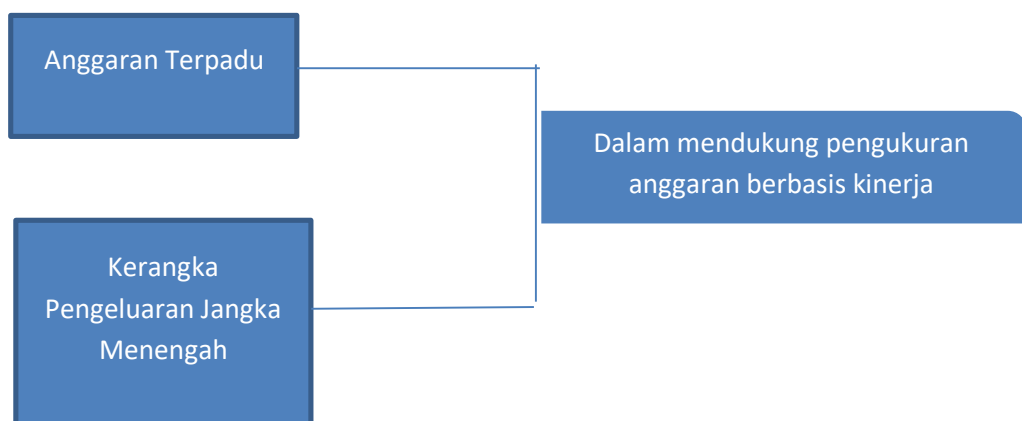 Anggaran Terpadu
Dalam mendukung pengukuran
anggaran berbasis kinerja
Kerangka
Pengeluaran Jangka
Menengah